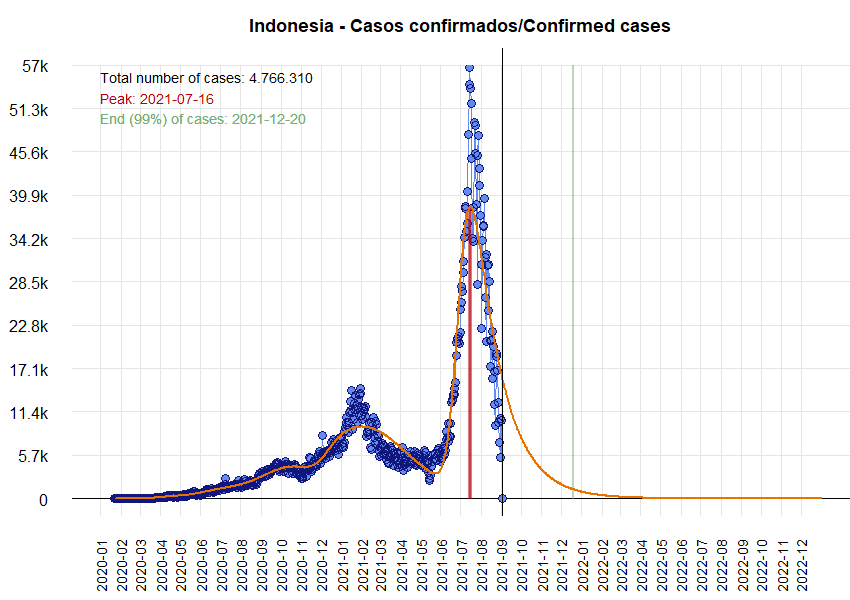 Indonesia - Casos confirmados/Confirmed cases
57k
Total number of cases: 4.766.310
Peak: 2021-07-16
End (99%) of cases: 2021-12-20
51.3k
45.6k
39.9k
34.2k
28.5k
22.8k
17.1k
11.4k
5.7k
0
2020-01
2020-02
2020-03
2020-04
2020-05
2020-06
2020-07
2020-08
2020-09
2020-10
2020-11
2020-12
2021-01
2021-02
2021-03
2021-04
2021-05
2021-06
2021-07
2021-08
2021-09
2021-10
2021-11
2021-12
2022-01
2022-02
2022-03
2022-04
2022-05
2022-06
2022-07
2022-08
2022-09
2022-10
2022-11
2022-12